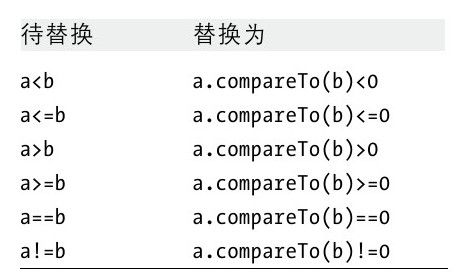 待替换 替换为
a<b a.compareTo(b)<0
a<=b a.compareTo(b)<=0
a>b a.compareTo(b)>0
a>=b a.compareTo(b)>=0
a==b a.compareTo(b)==0
a!=b a.compareTo(b)!=0